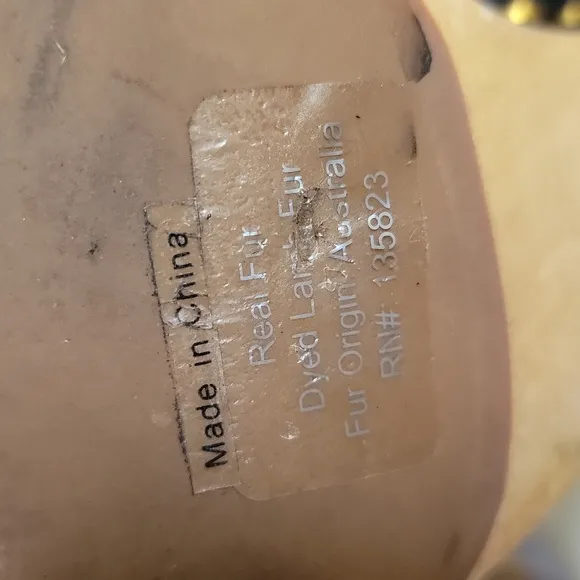 Made in China
Real Fur
Dyed Lamb Fur
Fur Origin: Australia
RN# 135823